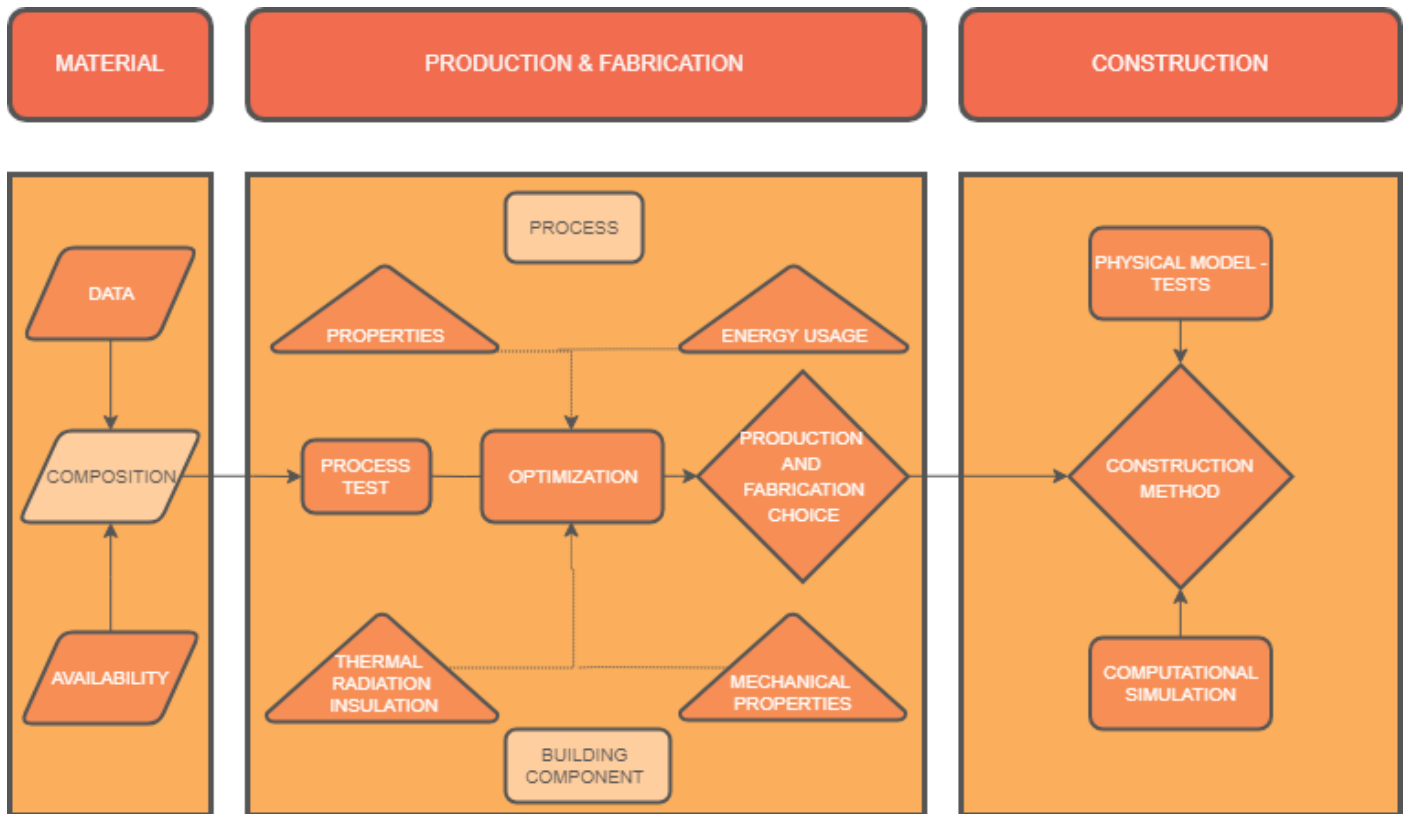 MATERIAL
PRODUCTION & FABRICATION
CONSTRUCTION
DATA
COMPOSITION
AVAILABILITY
PROCESS
PROPERTIES
ENERGY USAGE
PROCESS
TEST
OPTIMIZATION
PRODUCTION
AND
FABRICATION
CHOICE
THERMAL
RADIATION
INSULATION
MECHANICAL
PROPERTIES
BUILDING
COMPONENT
PHYSICAL MODEL -
TESTS
CONSTRUCTION
METHOD
COMPUTATIONAL
SIMULATION